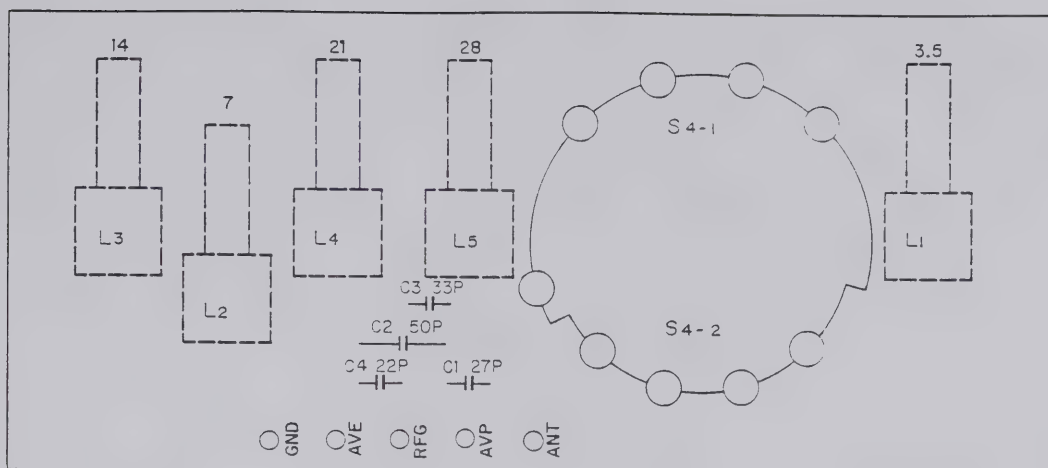 14
21
28
3.5
7
S4-1
L3
L4
L5
L1
L2
C3 33P
C2 50P
S4-2
C4 22P
C1 27P
GND
AVE
RFG
AVP
ANT